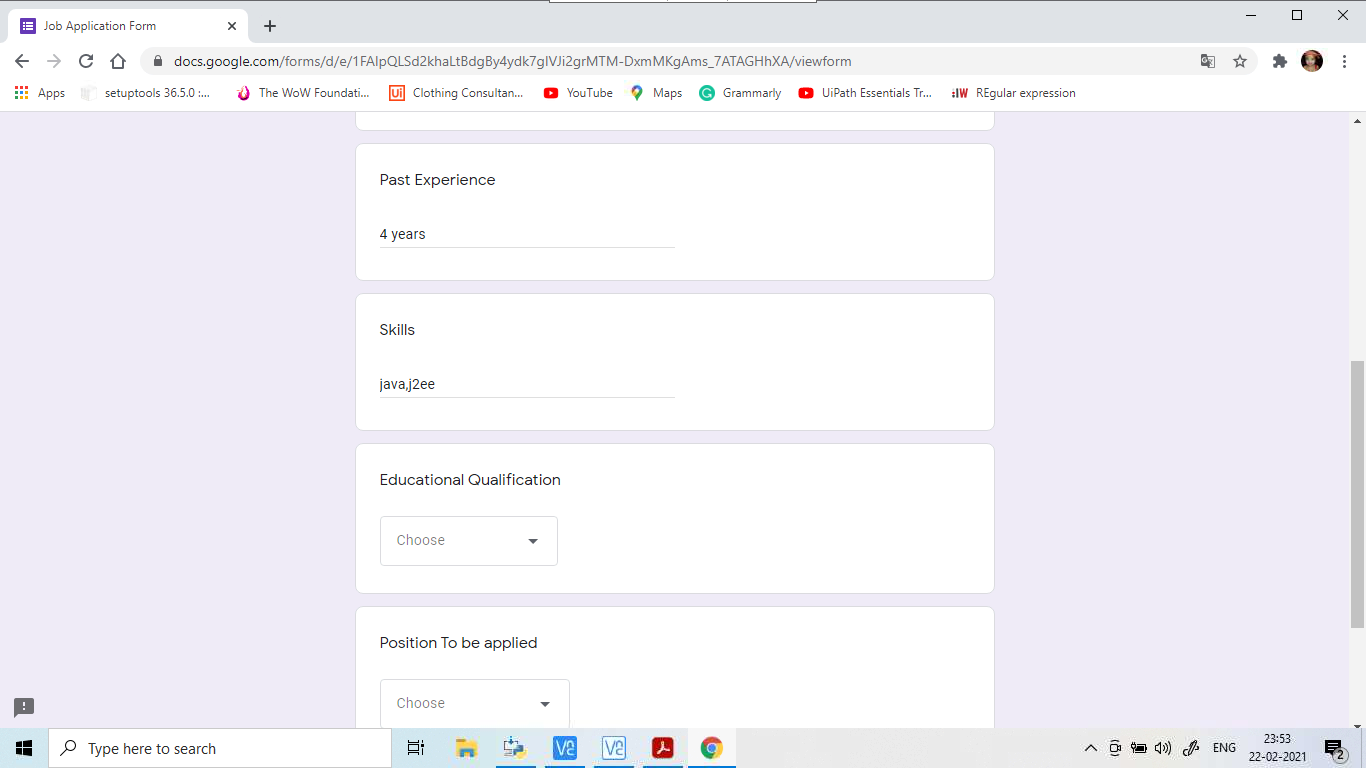 Job Application Form
docs.google.com/forms/d/e/1FAIpQLSd2khaLtBdgBy4ydk7gIVJi2grMTM-DxmMKgAms_7ATAGHhXA/viewform
Apps setuptools 36.5.0 :... The WoW Foundati... Ui Clothing Consultan... YouTube Maps Grammarly UiPath Essentials Tr... REgular expression
Past Experience
4 years
Skills
java,j2ee
Educational Qualification
Choose
Position To be applied
Choose
Type here to search
ENG
23:53
22-02-2021
2